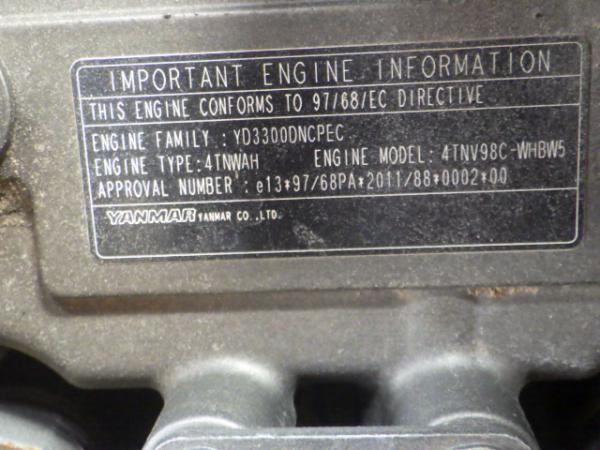 IMPORTANT ENGINE INFORMATION
THIS ENGINE CONFORMS TO 97/68/EC DIRECTIVE
ENGINE FAMILY : YD3300DNCPEC
ENGINE TYPE:4TNWAH ENGINE MODEL: 4TNV98C-WHBW5
APPROVAL NUMBER : e13*97/68PA*2011/88*0002*00
YANMAR YANMAR CO.,LTD.